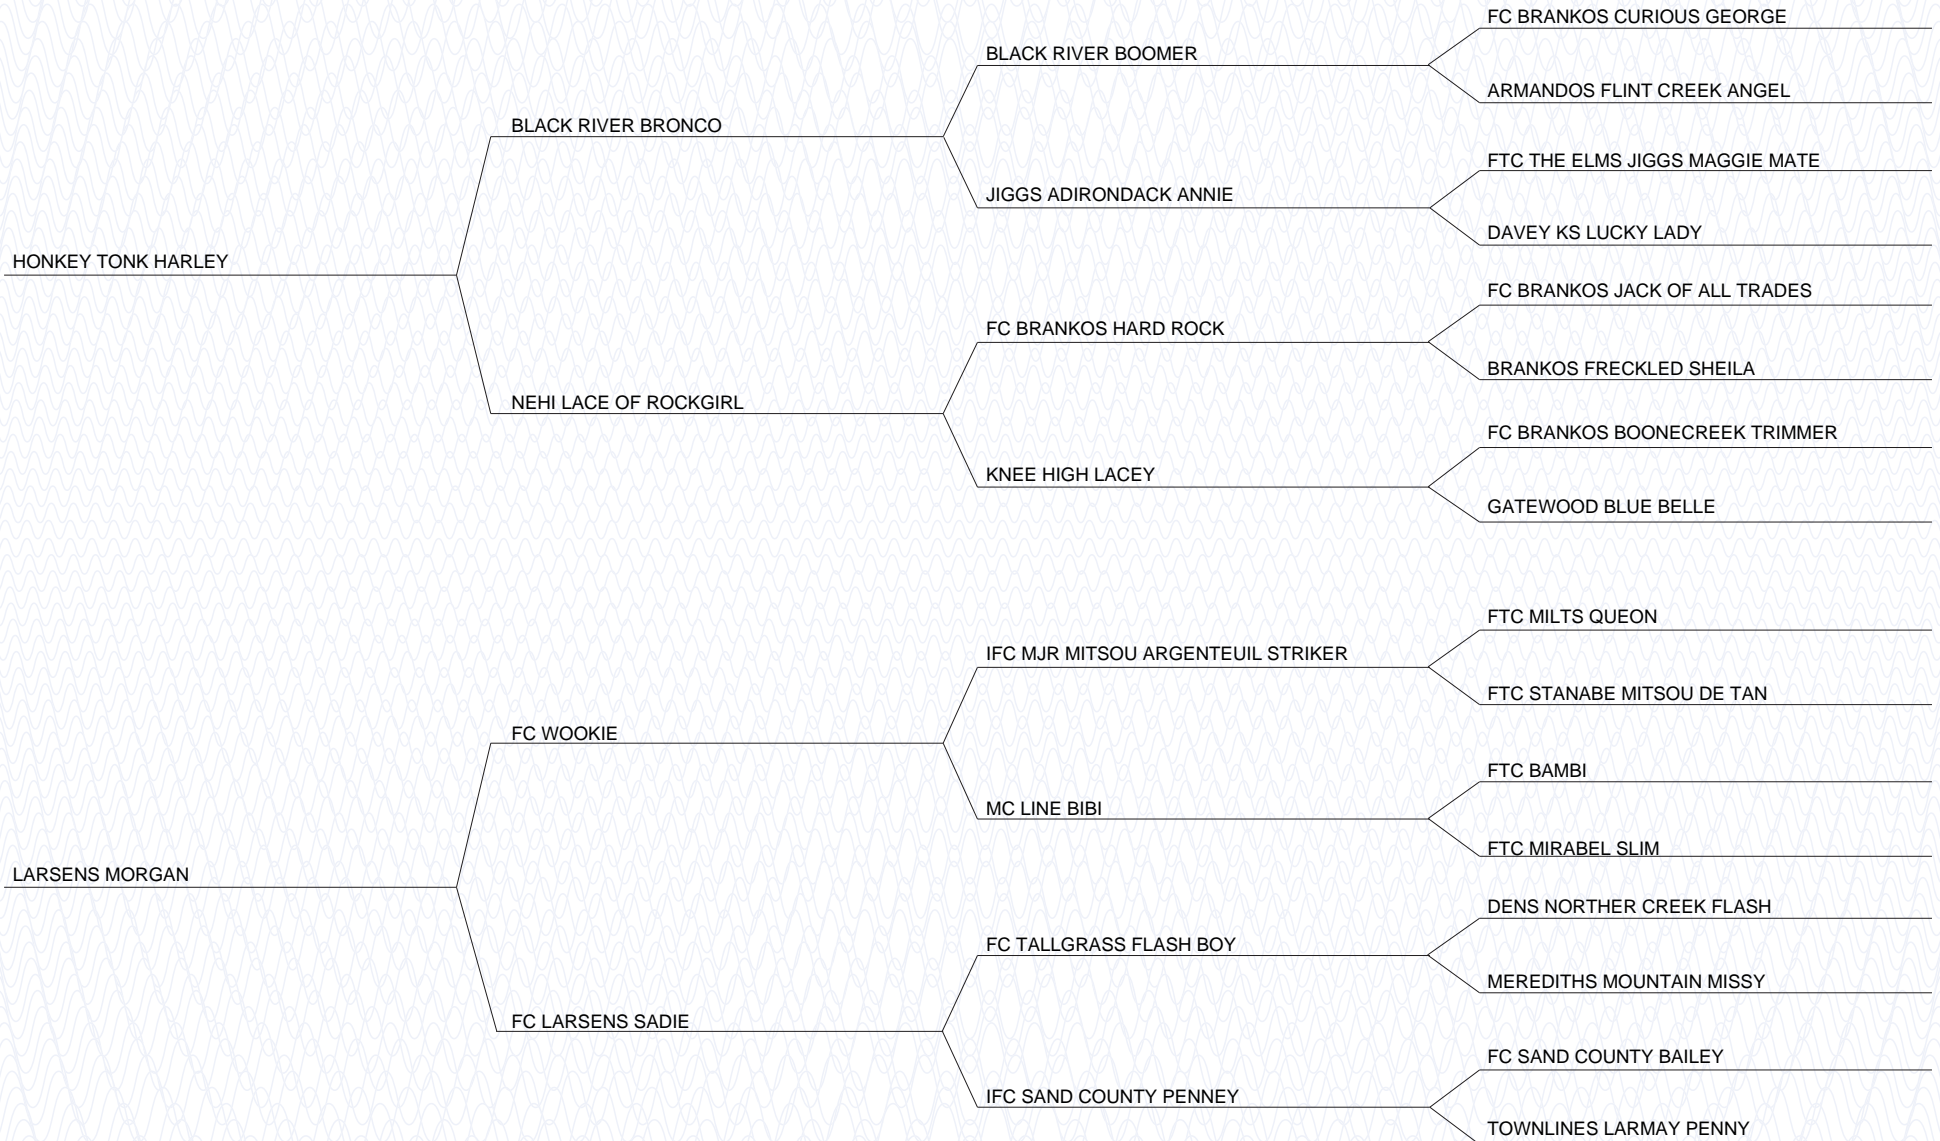 FC BRANKOS CURIOUS GEORGE
BLACK RIVER BOOMER
ARMANDOS FLINT CREEK ANGEL
BLACK RIVER BRONCO
FTC THE ELMS JIGGS MAGGIE MATE
JIGGS ADIRONDACK ANNIE
DAVEY KS LUCKY LADY
HONKEY TONK HARLEY
FC BRANKOS JACK OF ALL TRADES
FC BRANKOS HARD ROCK
BRANKOS FRECKLED SHEILA
NEHI LACE OF ROCKGIRL
FC BRANKOS BOONECREEK TRIMMER
KNEE HIGH LACEY
GATEWOOD BLUE BELLE
FTC MILTS QUEON
IFC MJR MITSOU ARGENTEUIL STRIKER
FTC STANABE MITSOU DE TAN
FC WOOKIE
FTC BAMBI
MC LINE BIBI
FTC MIRABEL SLIM
LARSENS MORGAN
DENS NORTHER CREEK FLASH
FC TALLGRASS FLASH BOY
MEREDITHS MOUNTAIN MISSY
FC LARSENS SADIE
FC SAND COUNTY BAILEY
IFC SAND COUNTY PENNEY
TOWNLINES LARMAY PENNY